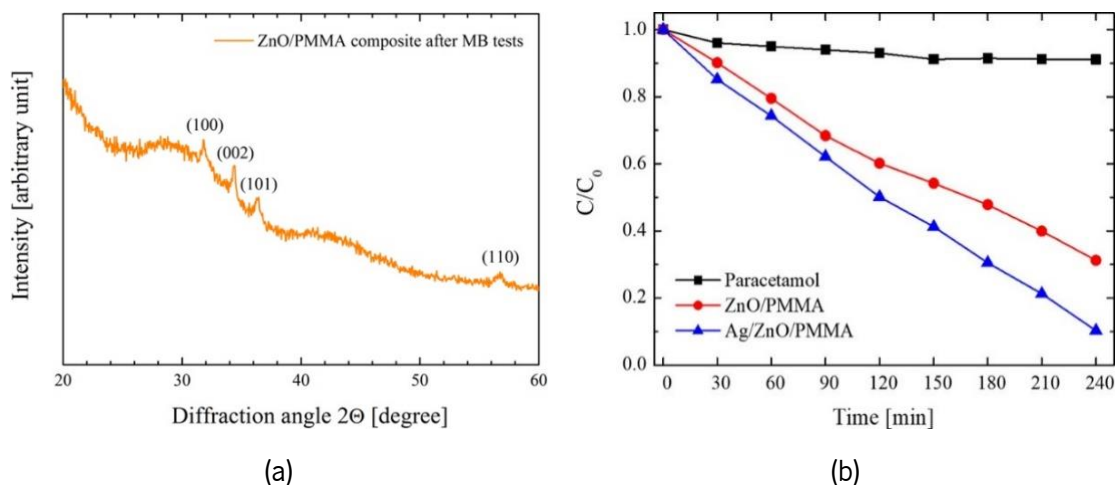 ZnO/PMMA composite after MB tests
(100)
(002)
(101)
(110)
Intensity [arbitrary unit]
20 30 40 50 60
Diffraction angle 2Θ [degree]
(a)
1.0
0.8
0.6
0.4
0.2
0.0
C/C0
Paracetamol
ZnO/PMMA
Ag/ZnO/PMMA
0 30 60 90 120 150 180 210 240
Time [min]
(b)